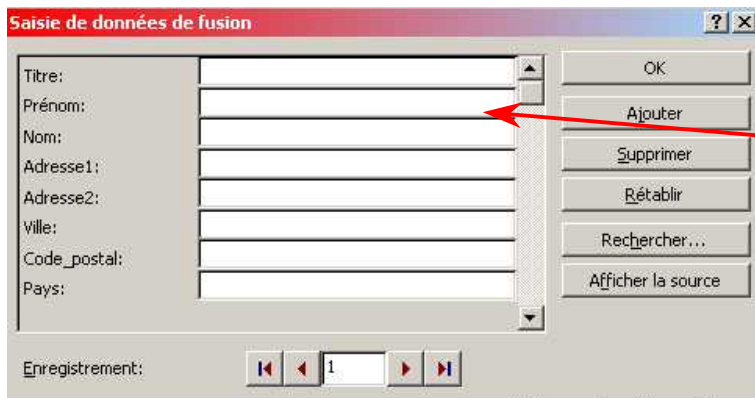 Saisie de données de fusion
Titre:
Prénom:
Nom:
Adresse1:
Adresse2:
Ville:
Code_postal:
Pays:
OK
Ajouter
Supprimer
Rétablir
Rechercher...
Afficher la source
Enregistrement: 1